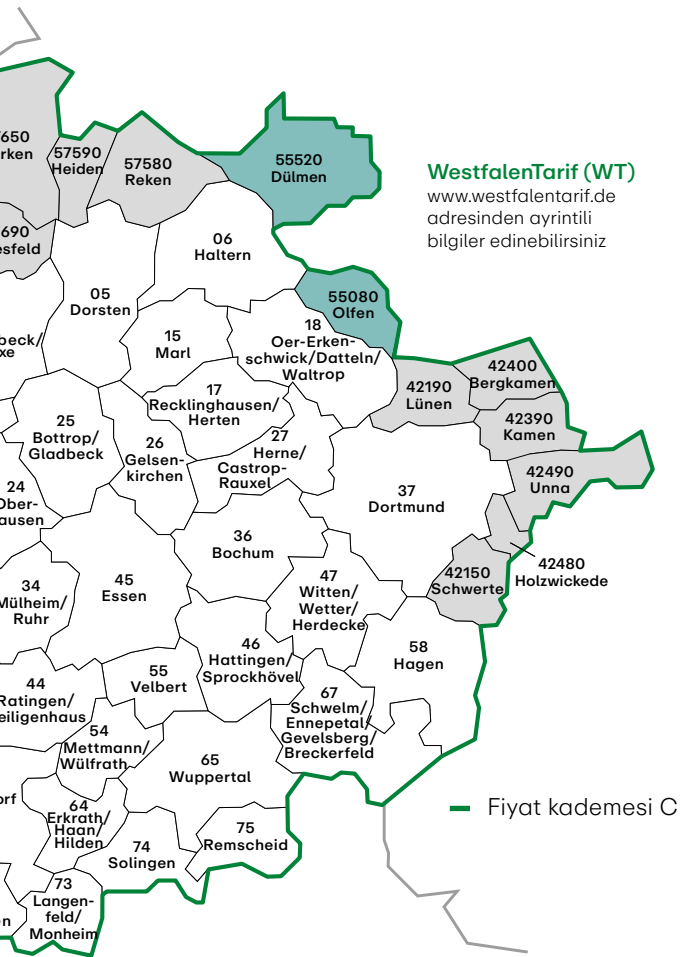 57590
Heiden
57580
Reken
55520
Dülmen
WestfalenTarif (WT)
www.westfalentarif.de
adresinden ayrintili
bilgiler edinebilirsiniz
650
rken
690
esfeld
06
Haltern
05
Dorsten
55080
Olfen
15
Marl
18
Oer-Erken-
schwick/Datteln/
Waltrop
beck/
xe
42400
Bergkamen
42190
Lünen
17
Recklinghausen/
Herten
42390
Kamen
25
Bottrop/
Gladbeck
26
Gelsen-
kirchen
27
Herne/
Castrop-
Rauxel
42490
Unna
24
Ober-
ausen
37
Dortmund
36
Bochum
42480
Holzwickede
42150
Schwerte
34
Mülheim/
Ruhr
45
Essen
47
Witten/
Wetter/
Herdecke
46
Hattingen/
Sprockhövel
58
Hagen
44
Ratingen/
eiligenhaus
55
Velbert
67
Schwelm/
Ennepetal/
Gevelsberg/
Breckerfeld
54
Mettmann/
Wülfrath
65
Wuppertal
orf
64
Erkrath/
Haan/
Hilden
Fiyat kademesi C
74
Solingen
75
Remscheid
73
Langen-
feld/
Monheim
en